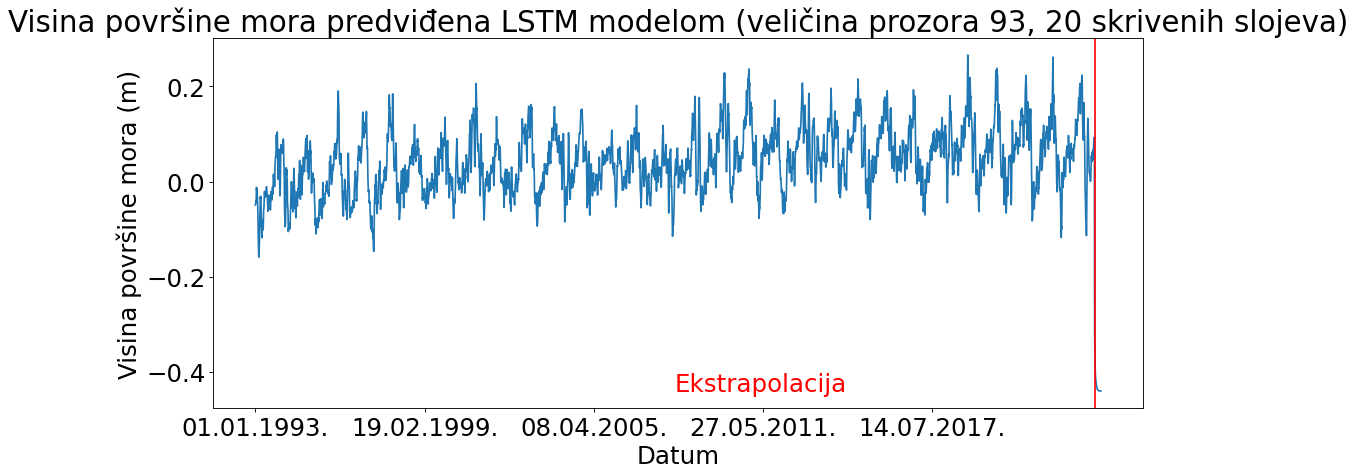 Visina površine mora predviđena LSTM modelom (veličina prozora 93, 20 skrivenih slojeva)
Visina površine mora (m)
0.2
0.0
−0.2
−0.4
Ekstrapolacija
01.01.1993. 19.02.1999. 08.04.2005. 27.05.2011. 14.07.2017.
Datum